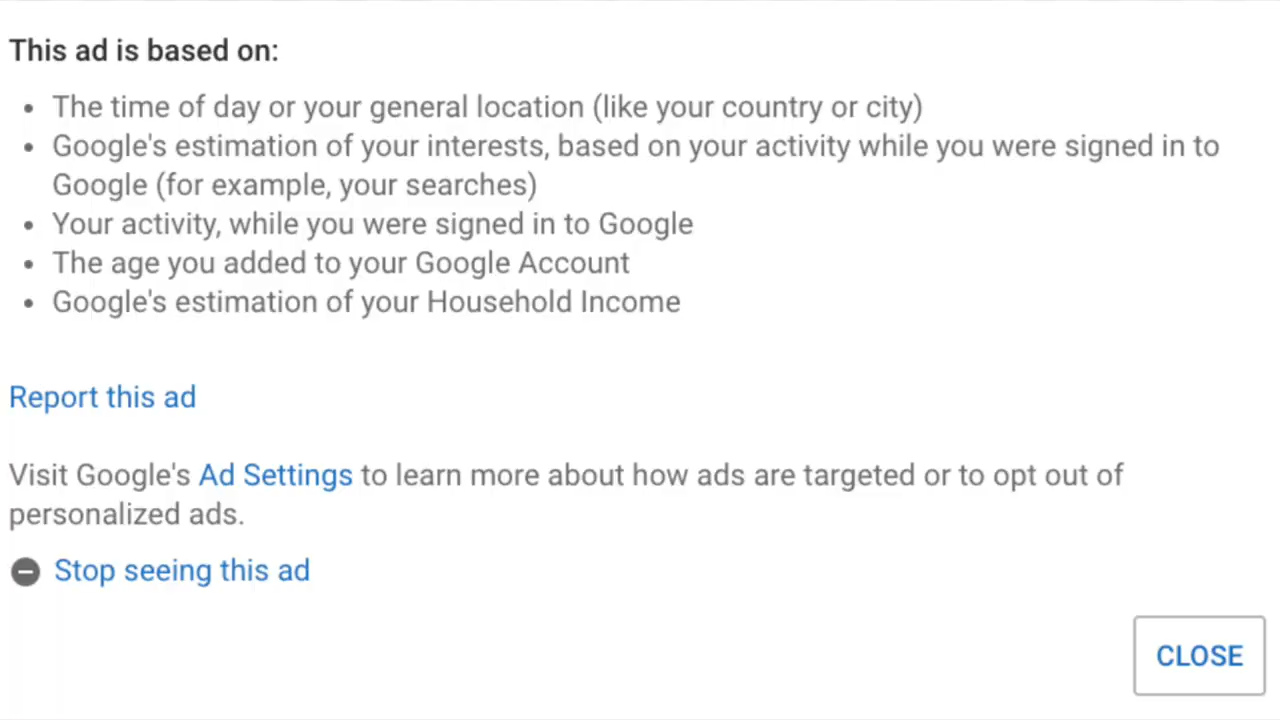 This ad is based on:
• The time of day or your general location (like your country or city)
• Google's estimation of your interests, based on your activity while you were signed in to
Google (for example, your searches)
• Your activity, while you were signed in to Google
• The age you added to your Google Account
• Google's estimation of your Household Income
Report this ad
Visit Google's Ad Settings to learn more about how ads are targeted or to opt out of
personalized ads.
Stop seeing this ad
CLOSE